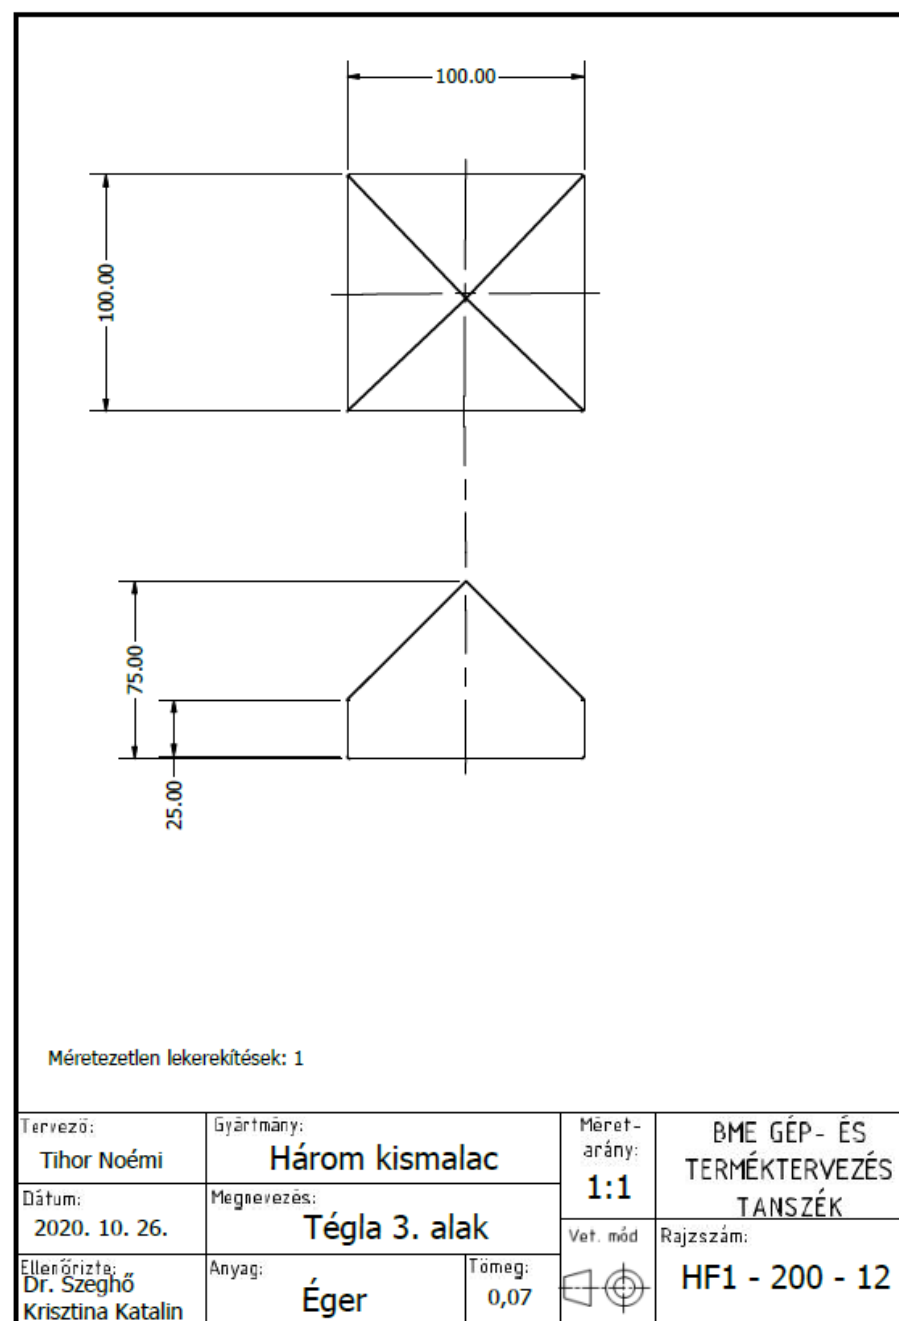 100.00
100.00
75.00
25.00
Méretezetlen lekerekítések: 1
Tervező:
Tihor Noémi
Gyártmány:
Három kismalac
Méret-
arány:
1:1
BME GÉP- ÉS
TERMÉKTERVEZÉS
TANSZÉK
Dátum:
2020. 10. 26.
Megnevezés:
Tégla 3. alak
Vet. mód
Rajzszám:
HF1 - 200 - 12
Ellenőrizte:
Dr. Szeghő
Krisztina Katalin
Anyag:
Éger
Tömeg:
0,07